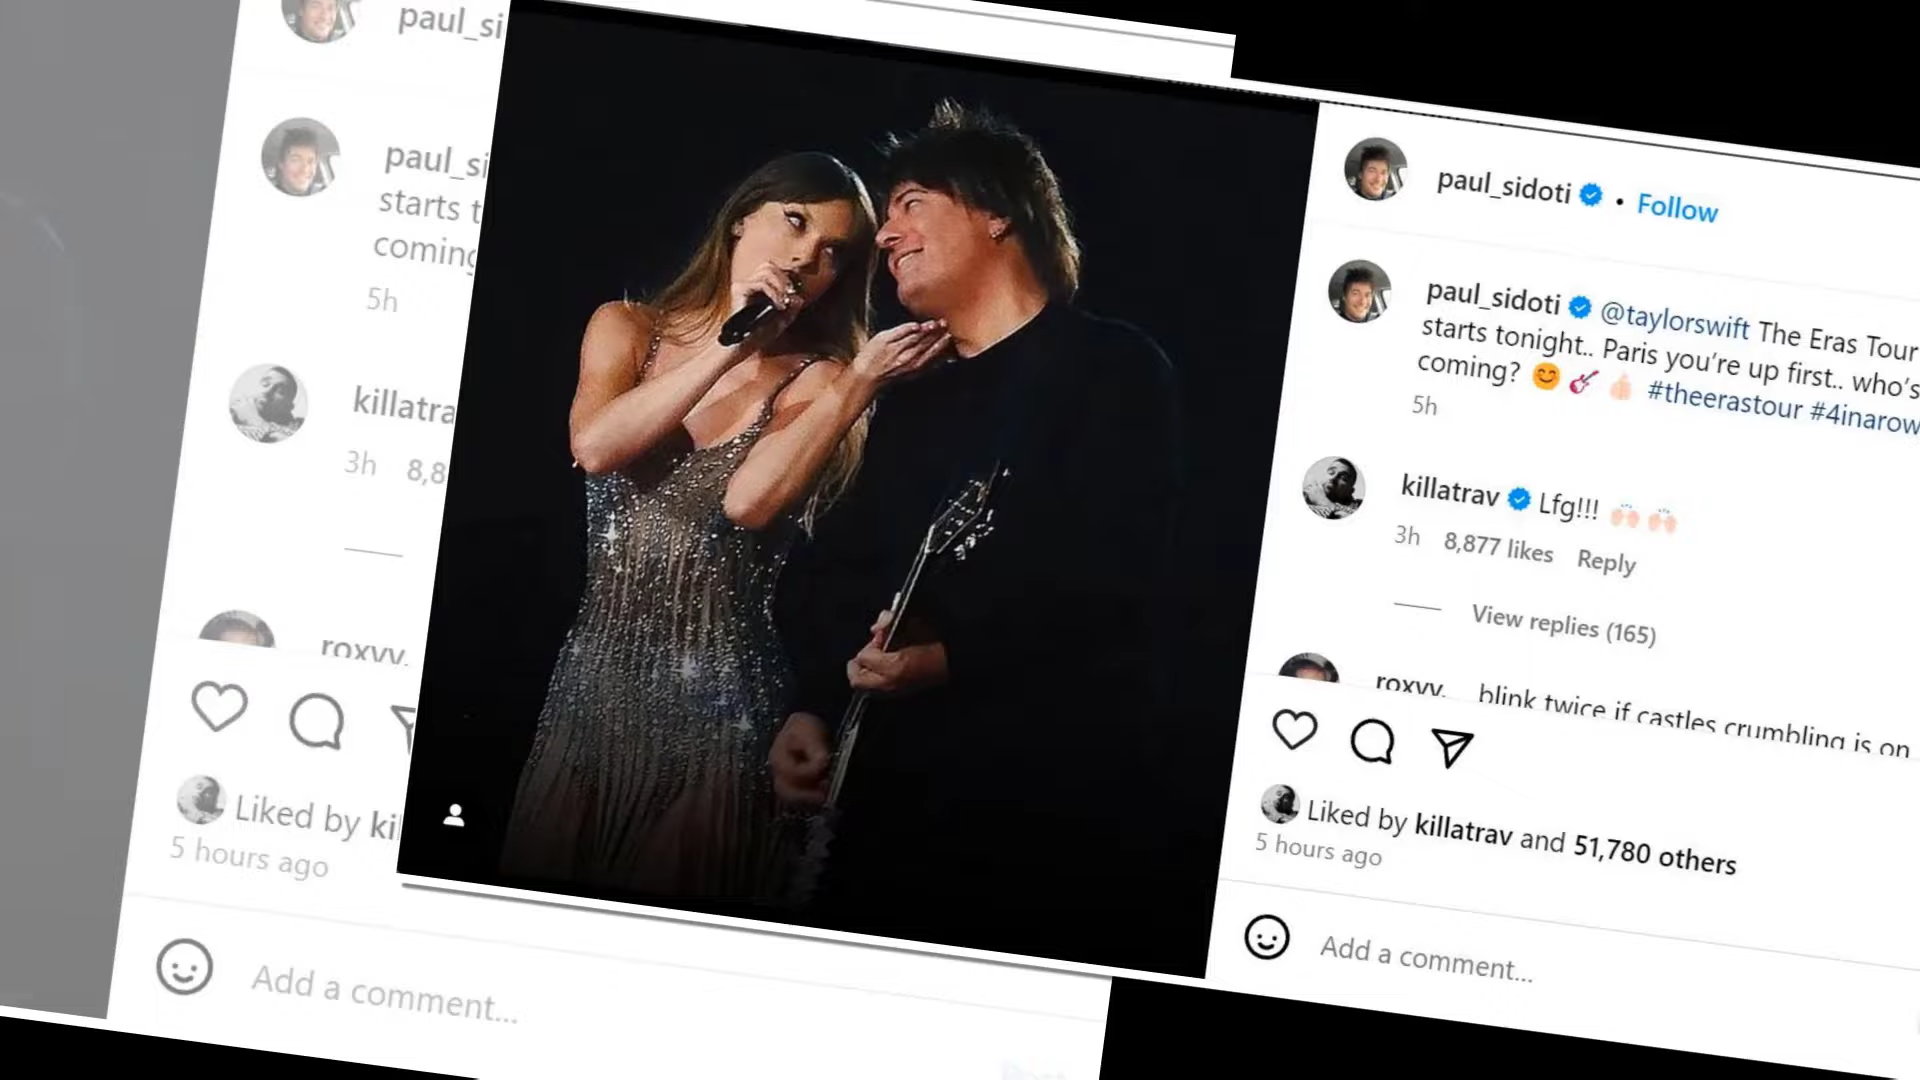 paul_si
paul_si
starts t
coming
5h
killatra
3h 8,8
roxvv.
Liked by ki
5 hours ago
Add a comment...
paul_sidoti • Follow
paul_sidoti @taylorswift The Eras Tour
starts tonight.. Paris you're up first.. who's
coming? 😊🎸👍🏻 #theerastour #4inarow
5h
killatrav Lfg!!! 🙌🏻🙌🏻
3h 8,877 likes Reply
View replies (165)
roxvv. blink twice if castles crumbling is on
Liked by killatrav and 51,780 others
5 hours ago
Add a comment...